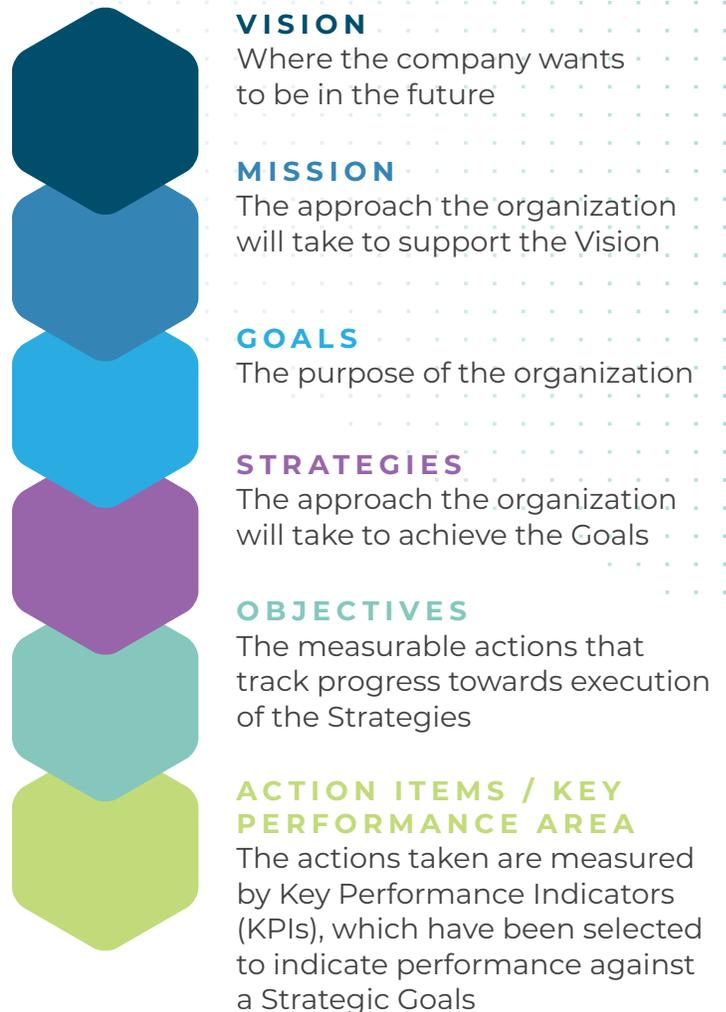 VISION
Where the company wants
to be in the future
MISSION
The approach the organization
will take to support the Vision
GOALS
The purpose of the organization
STRATEGIES
The approach the organization
will take to achieve the Goals
OBJECTIVES
The measurable actions that
track progress towards execution
of the Strategies
ACTION ITEMS / KEY
PERFORMANCE AREA
The actions taken are measured
by Key Performance Indicators
(KPIs), which have been selected
to indicate performance against
a Strategic Goals